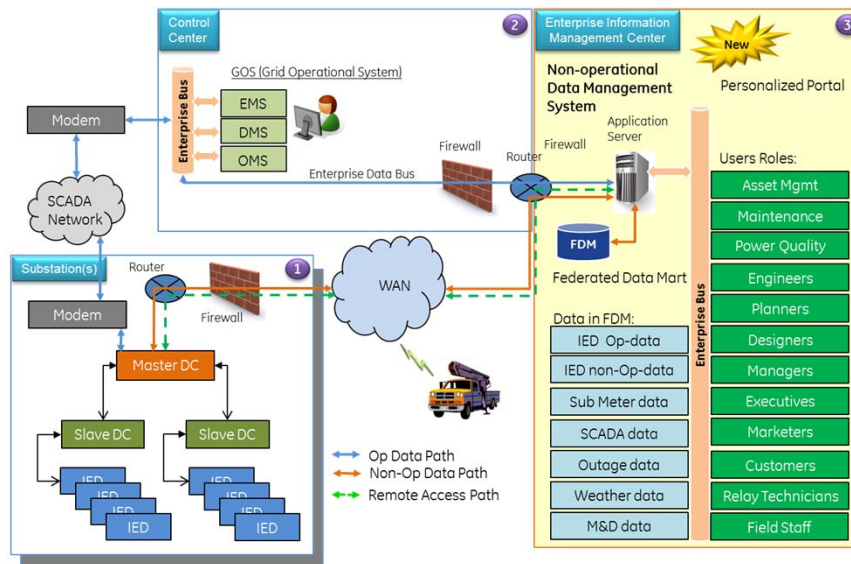 Control
Center
2
GOS (Grid Operational System)
Enterprise Bus
EMS
DMS
OMS
Enterprise Data Bus
Firewall
Router
Modem
SCADA
Network
Substation(s)
1
Router
Firewall
Modem
Master DC
Slave DC
Slave DC
IED
IED
IED
IED
IED
IED
IED
IED
WAN
Op Data Path
Non-Op Data Path
Remote Access Path
Enterprise Information
Management Center
3
New
Non-operational
Data Management
System
Personalized Portal
Firewall
Application
Server
FDM
Federated Data Mart
Data in FDM:
IED Op-data
IED non-Op-data
Sub Meter data
SCADA data
Outage data
Weather data
M&D data
Enterprise Bus
Users Roles:
Asset Mgmt
Maintenance
Power Quality
Engineers
Planners
Designers
Managers
Executives
Marketers
Customers
Relay Technicians
Field Staff